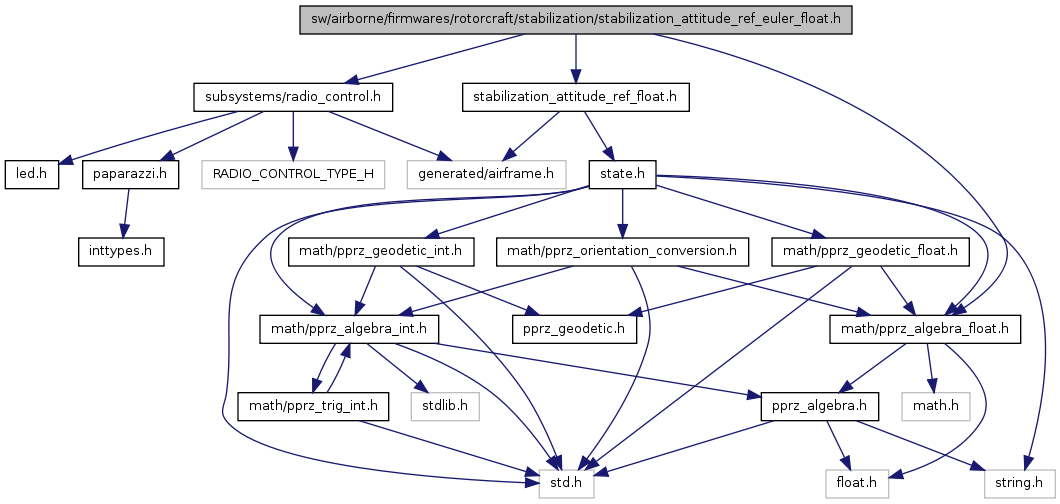 sw/airborne/firmwares/rotorcraft/stabilization/stabilization_attitude_ref_euler_float.h
subsystems/radio_control.h
stabilization_attitude_ref_float.h
led.h
paparazzi.h
RADIO_CONTROL_TYPE_H
generated/airframe.h
state.h
inttypes.h
math/pprz_geodetic_int.h
math/pprz_orientation_conversion.h
math/pprz_geodetic_float.h
math/pprz_algebra_int.h
pprz_geodetic.h
math/pprz_algebra_float.h
math/pprz_trig_int.h
stdlib.h
pprz_algebra.h
math.h
std.h
float.h
string.h